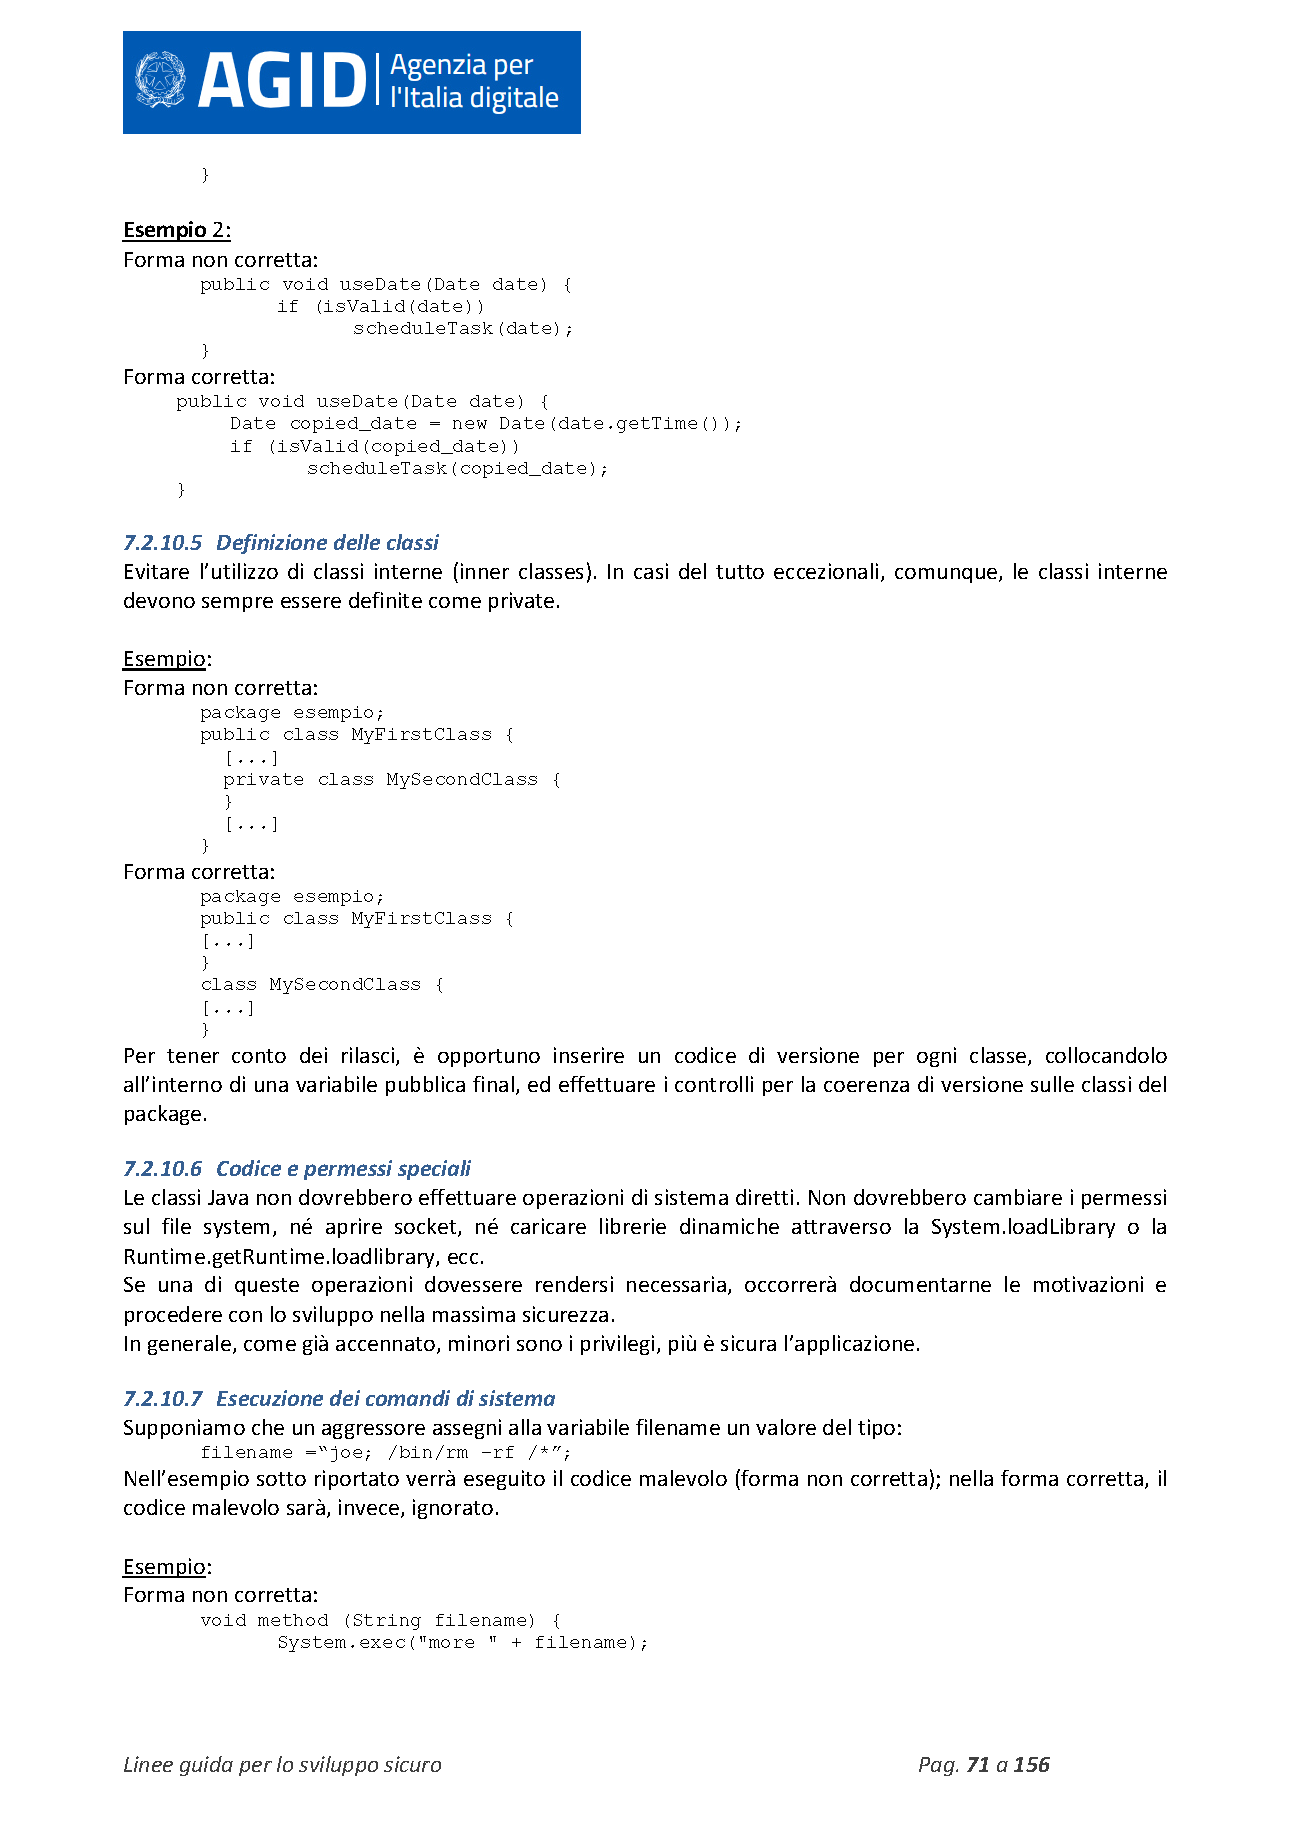 AGID
Agenzia per
l'Italia digitale
}
Esempio 2:
Forma non corretta:
public void useDate(Date date) {
if (isValid(date))
scheduleTask(date);
}
Forma corretta:
public void useDate(Date date) {
Date copied_date = new Date(date.getTime());
if (isValid(copied_date))
scheduleTask(copied_date);
}
7.2.10.5 Definizione delle classi
Evitare l’utilizzo di classi interne (inner classes). In casi del tutto eccezionali, comunque, le classi interne
devono sempre essere definite come private.
Esempio:
Forma non corretta:
package esempio;
public class MyFirstClass {
[...]
private class MySecondClass {
}
[...]
}
Forma corretta:
package esempio;
public class MyFirstClass {
[...]
}
class MySecondClass {
[...]
}
Per tener conto dei rilasci, è opportuno inserire un codice di versione per ogni classe, collocandolo
all’interno di una variabile pubblica final, ed effettuare i controlli per la coerenza di versione sulle classi del
package.
7.2.10.6 Codice e permessi speciali
Le classi Java non dovrebbero effettuare operazioni di sistema diretti. Non dovrebbero cambiare i permessi
sul file system, né aprire socket, né caricare librerie dinamiche attraverso la System.loadLibrary o la
Runtime.getRuntime.loadlibrary, ecc.
Se una di queste operazioni dovessere rendersi necessaria, occorrerà documentarne le motivazioni e
procedere con lo sviluppo nella massima sicurezza.
In generale, come già accennato, minori sono i privilegi, più è sicura l’applicazione.
7.2.10.7 Esecuzione dei comandi di sistema
Supponiamo che un aggressore assegni alla variabile filename un valore del tipo:
filename =“joe; /bin/rm –rf /*”;
Nell’esempio sotto riportato verrà eseguito il codice malevolo (forma non corretta); nella forma corretta, il
codice malevolo sarà, invece, ignorato.
Esempio:
Forma non corretta:
void method (String filename) {
System.exec("more " + filename);
Linee guida per lo sviluppo sicuro Pag. 71 a 156